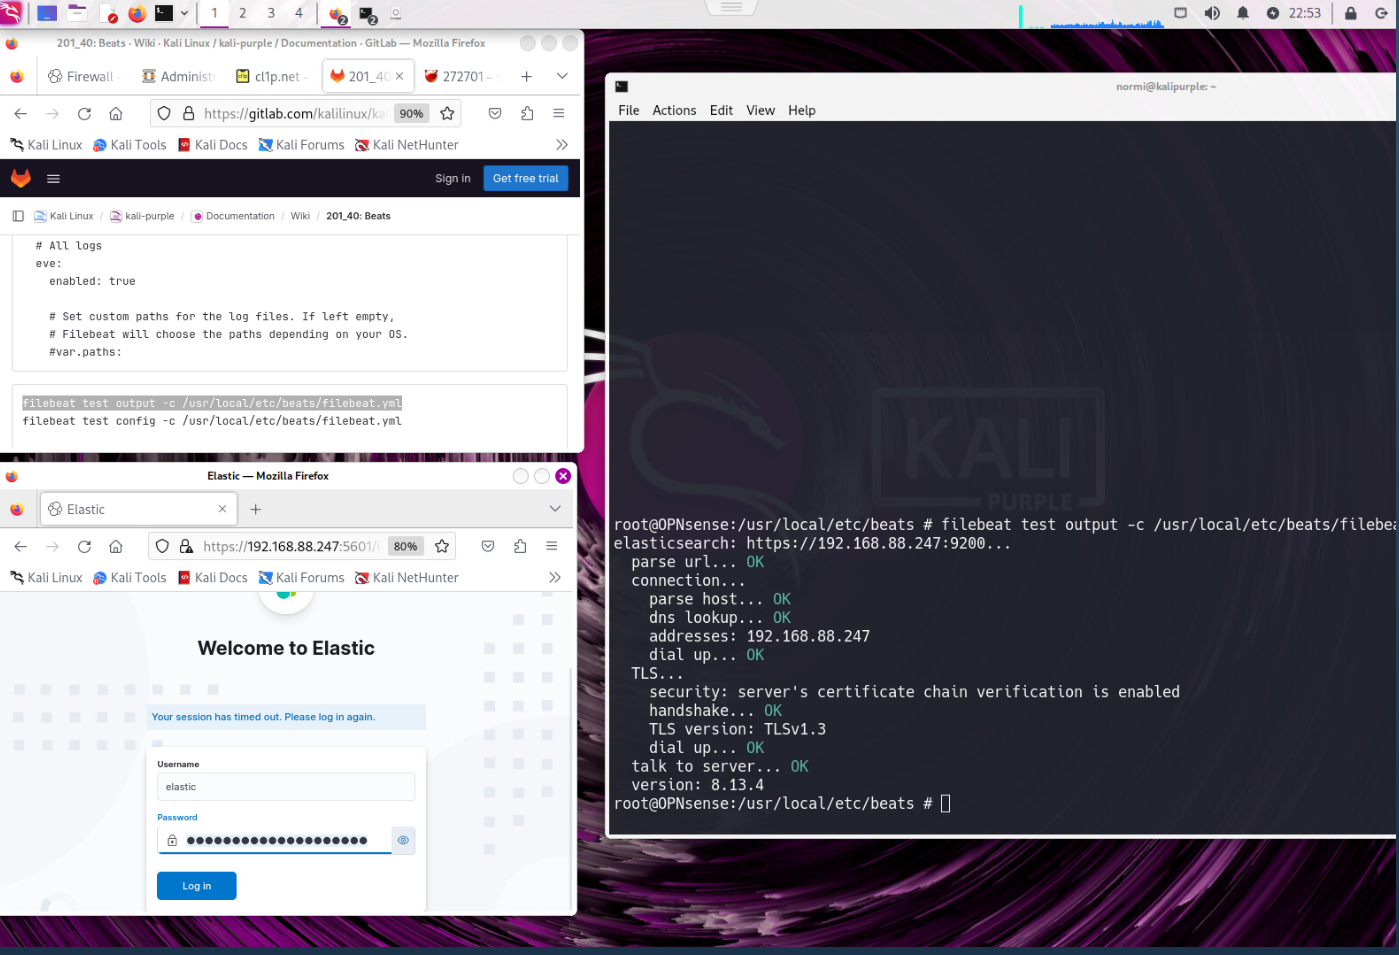 1 2 3 4 2 2 22:53
201_40: Beats · Wiki · Kali Linux / kali-purple / Documentation · GitLab — Mozilla Firefox
Firewall Administr cl1p.net - 201_40 272701 –
https://gitlab.com/kalilinux/ka 90%
Kali Linux Kali Tools Kali Docs Kali Forums Kali NetHunter
Sign in Get free trial
Kali Linux / kali-purple / Documentation / Wiki / 201_40: Beats
# All logs
eve:
enabled: true
# Set custom paths for the log files. If left empty,
# Filebeat will choose the paths depending on your OS.
#var.paths:
filebeat test output -c /usr/local/etc/beats/filebeat.yml
filebeat test config -c /usr/local/etc/beats/filebeat.yml
Elastic — Mozilla Firefox
Elastic
https://192.168.88.247:5601/l 80%
Kali Linux Kali Tools Kali Docs Kali Forums Kali NetHunter
Welcome to Elastic
Your session has timed out. Please log in again.
Username
elastic
Password
Log in
normi@kalipurple: ~
File Actions Edit View Help
KALI
PURPLE
root@OPNsense:/usr/local/etc/beats # filebeat test output -c /usr/local/etc/beats/filebea
elasticsearch: https://192.168.88.247:9200...
parse url... OK
connection...
parse host... OK
dns lookup... OK
addresses: 192.168.88.247
dial up... OK
TLS...
security: server's certificate chain verification is enabled
handshake... OK
TLS version: TLSv1.3
dial up... OK
talk to server... OK
version: 8.13.4
root@OPNsense:/usr/local/etc/beats #